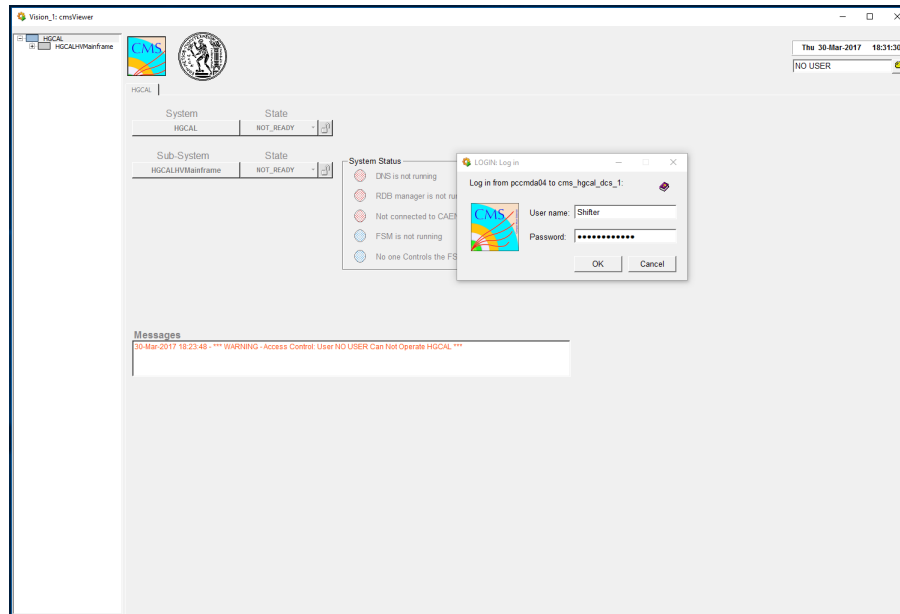 Vision_1: cmsViewer
HGCAL
HGCALHVMainframe
CMS
Thu 30-Mar-2017 18:31:30
NO USER
HGCAL
System State
HGCAL NOT_READY
Sub-System State
HGCALHVMainframe NOT_READY
System Status
DNS is not running
RDB manager is not ru
Not connected to CAEN
FSM is not running
No one Controls the FS
LOGIN: Log in
Log in from pccmda04 to cms_hgcal_dcs_1:
CMS
User name: Shifter
Password: ●●●●●●●●●●●●
OK Cancel
Messages
30-Mar-2017 18:23:48 - *** WARNING - Access Control: User NO USER Can Not Operate HGCAL ***